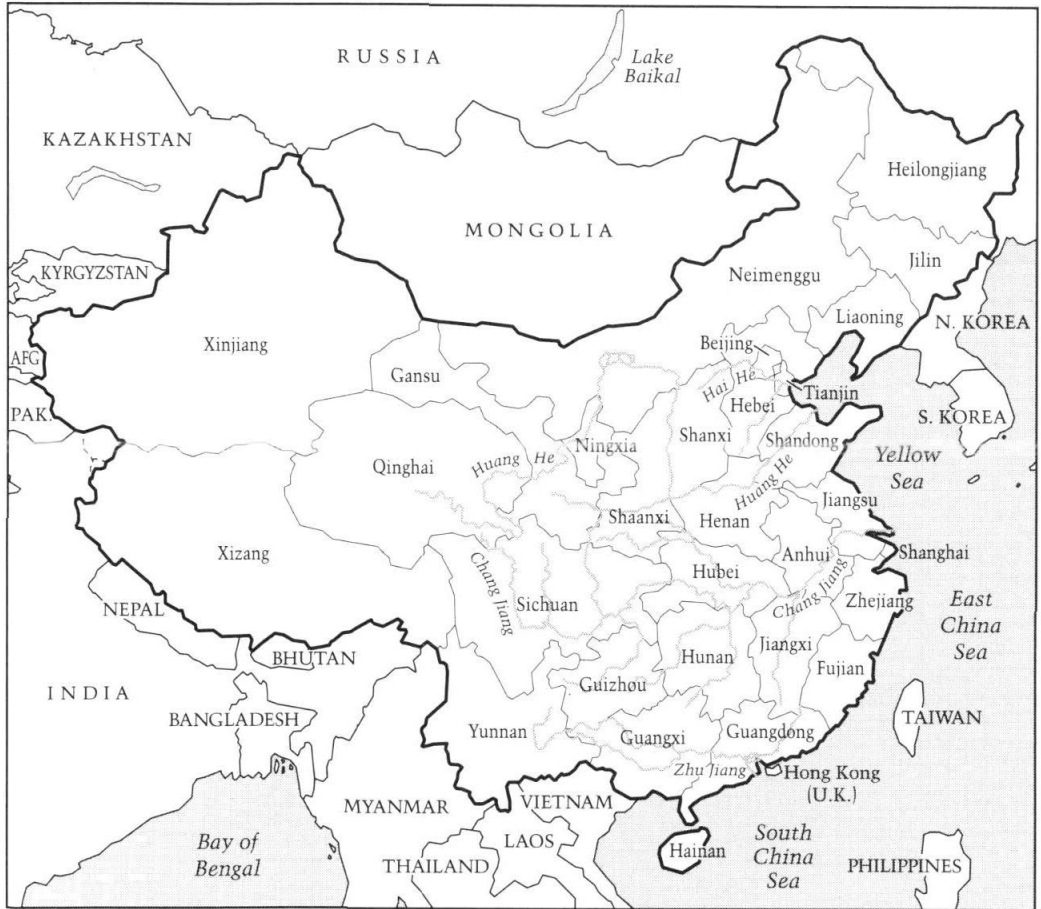 RUSSIA
Lake
Baikal
KAZAKHSTAN
Heilongjiang
MONGOLIA
Jilin
KYRGYZSTAN
Neimenggu
Liaoning
N. KOREA
Xinjiang
Beijing
AFG
Gansu
Hai He
Tianjin
Hebei
PAK.
S. KOREA
Shanxi
Shandong
Ningxia
Qinghai
Huang He
Yellow
Sea
Huang He
Jiangsu
Shaanxi
Henan
Xizang
Anhui
Shanghai
Hubei
Chang Jiang
Chang Jiang
Sichuan
Zhejiang
East
China
Sea
NEPAL
Jiangxi
Hunan
BHUTAN
Fujian
Guizhou
INDIA
BANGLADESH
TAIWAN
Yunnan
Guangxi
Guangdong
Zhu Jiang
Hong Kong
(U.K.)
MYANMAR
VIETNAM
Bay of
Bengal
LAOS
South
China
Sea
Hainan
THAILAND
PHILIPPINES